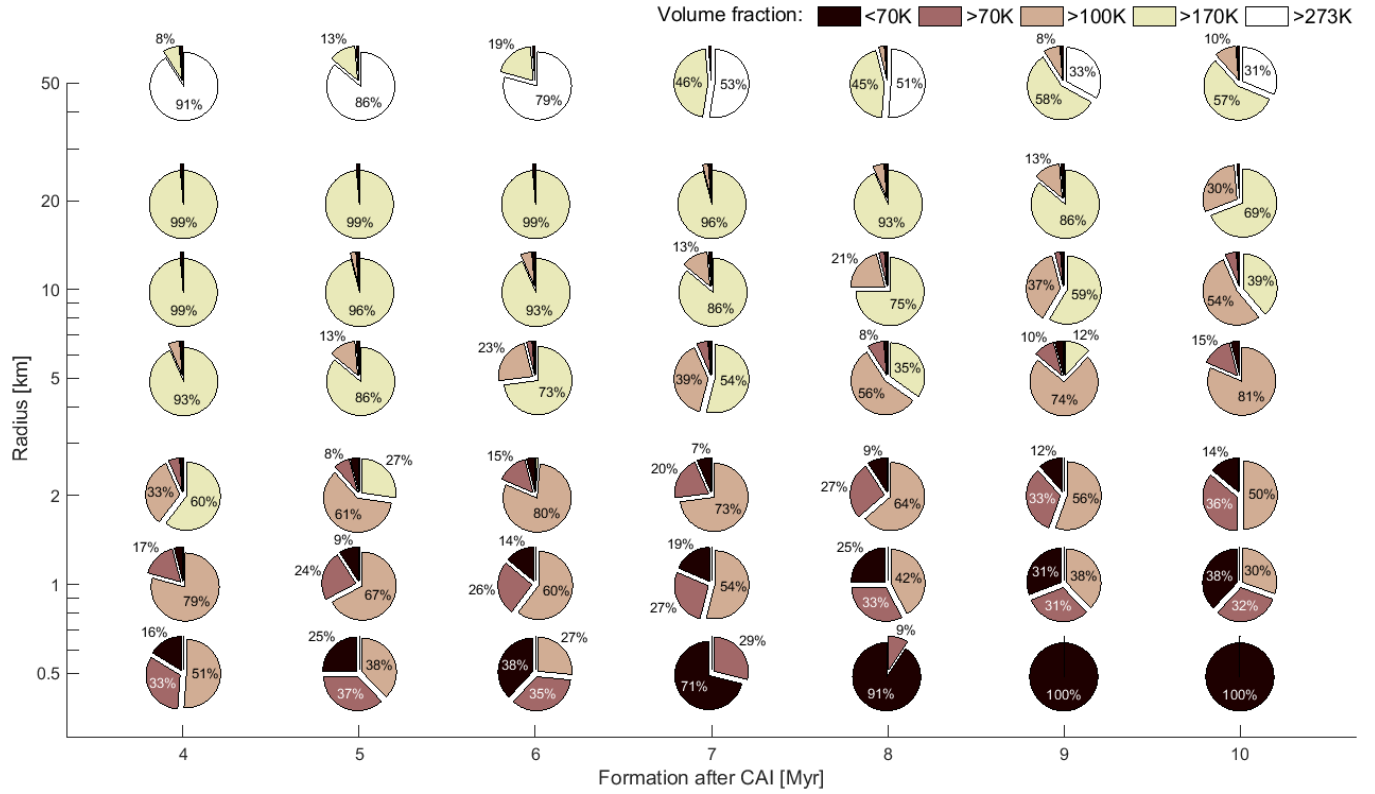 Volume fraction: <70K >70K >100K >170K >273K
8% 13% 19% 8% 10%
50 91% 86% 79% 46% 53% 45% 51% 33% 58% 31% 57%
13% 30%
20 99% 99% 99% 96% 93% 86% 69%
13% 21%
10 99% 96% 93% 86% 75% 37% 59% 54% 39%
13% 23% 8% 10% 12% 15%
5 93% 86% 73% 39% 54% 35% 56% 74% 81%
8% 27% 15% 20% 7% 27% 9% 12% 14%
2 33% 60% 61% 80% 73% 64% 33% 56% 36% 50%
17% 24% 9% 14% 26% 19% 27% 25%
1 79% 67% 60% 54% 42% 33% 31% 38% 31% 38% 30% 32%
16% 25% 27% 29% 9%
0.5 33% 51% 38% 37% 38% 35% 71% 91% 100% 100%
Radius [km]
4 5 6 7 8 9 10
Formation after CAI [Myr]